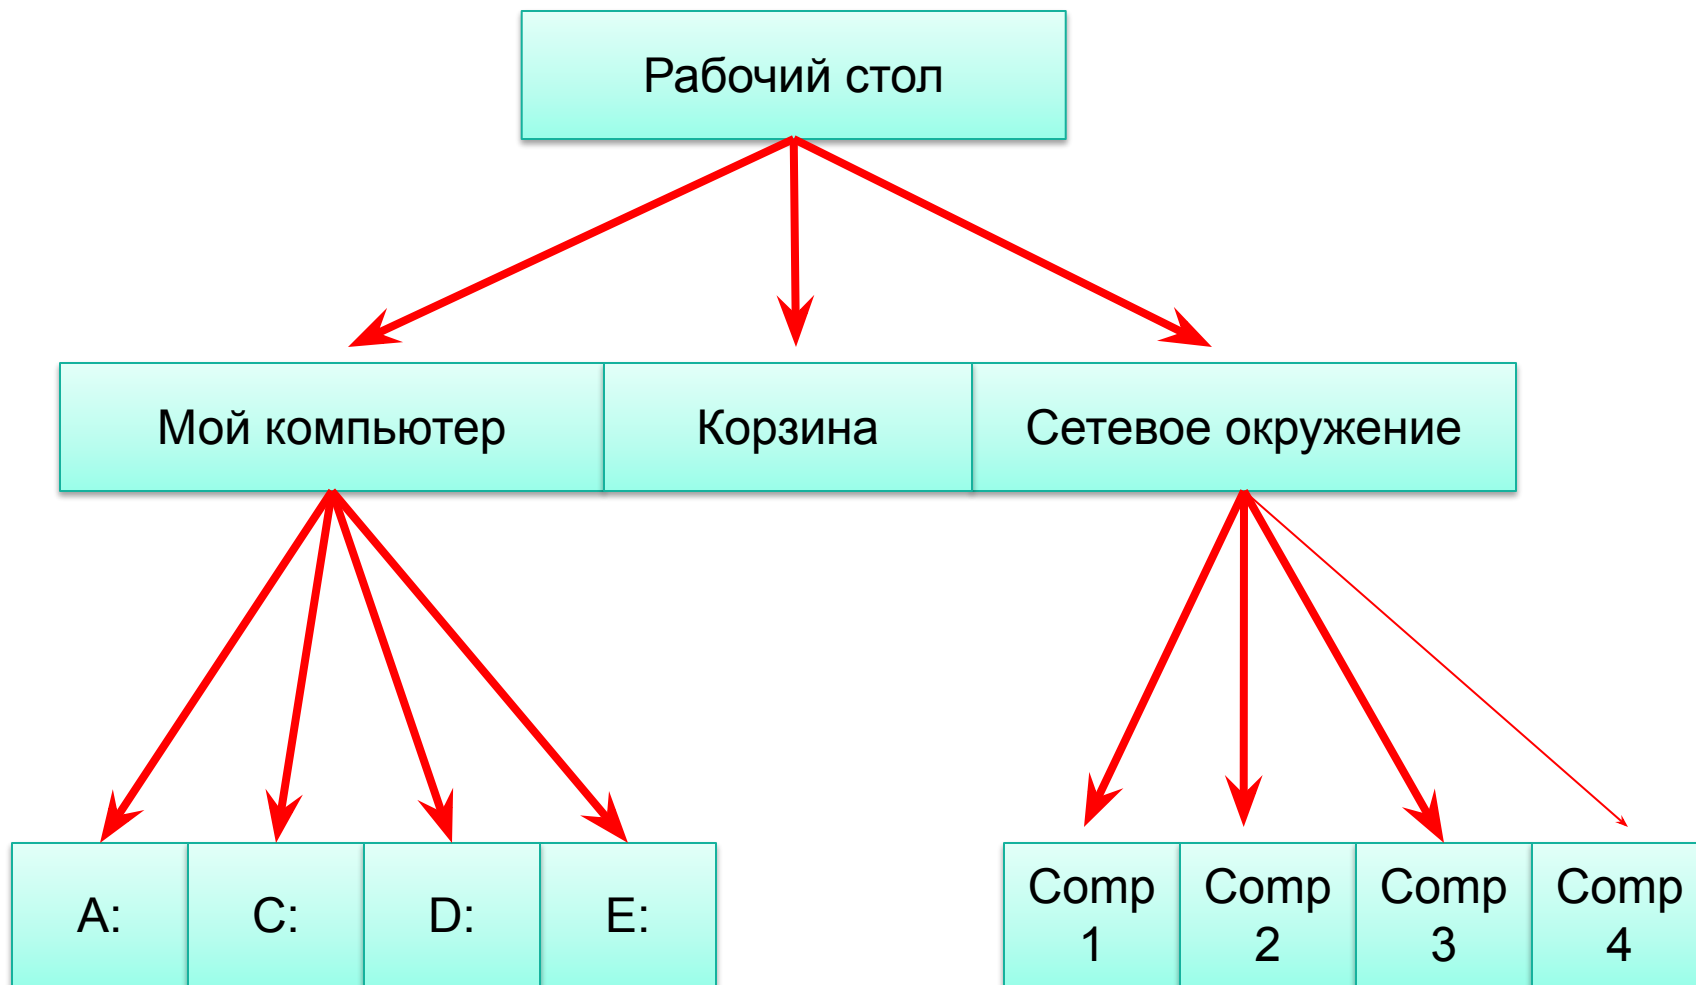 Рабочий стол
Мой компьютер
Корзина
Сетевое окружение
A:
C:
D:
E:
Comp
1
Comp
2
Comp
3
Comp
4